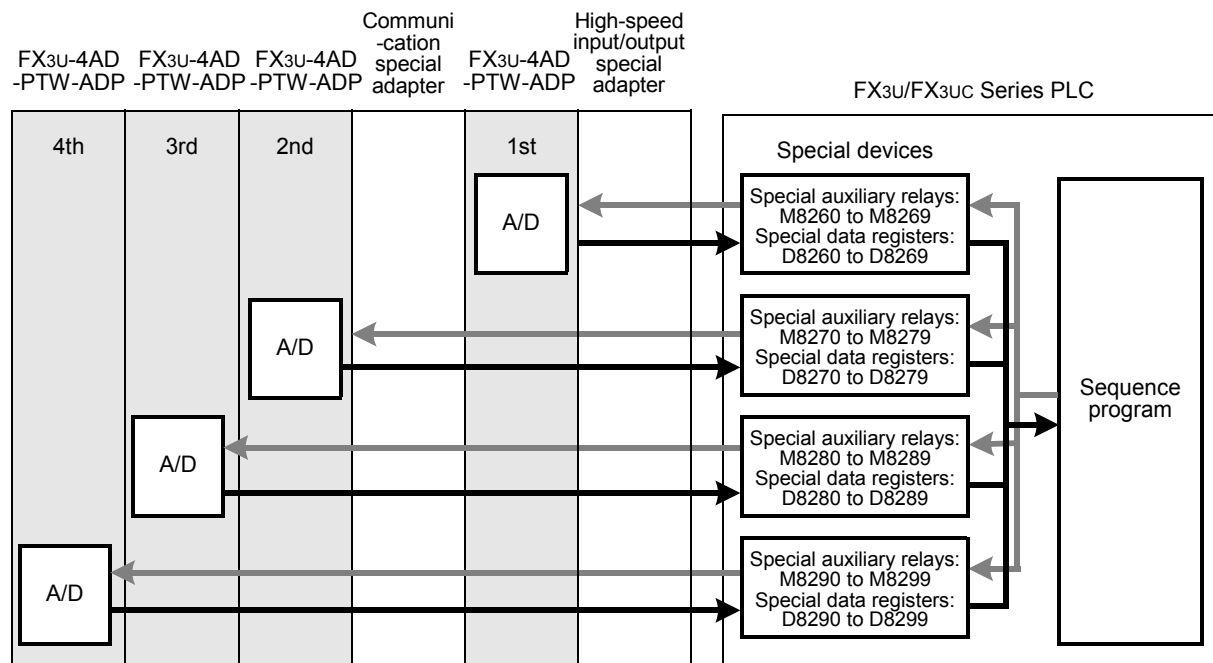 FX3U-4AD
-PTW-ADP
FX3U-4AD
-PTW-ADP
FX3U-4AD
-PTW-ADP
Communi
-cation
special
adapter
FX3U-4AD
-PTW-ADP
High-speed
input/output
special
adapter
FX3U/FX3UC Series PLC
4th
3rd
2nd
1st
Special devices
A/D
Special auxiliary relays:
M8260 to M8269
Special data registers:
D8260 to D8269
A/D
Special auxiliary relays:
M8270 to M8279
Special data registers:
D8270 to D8279
A/D
Special auxiliary relays:
M8280 to M8289
Special data registers:
D8280 to D8289
A/D
Special auxiliary relays:
M8290 to M8299
Special data registers:
D8290 to D8299
Sequence
program